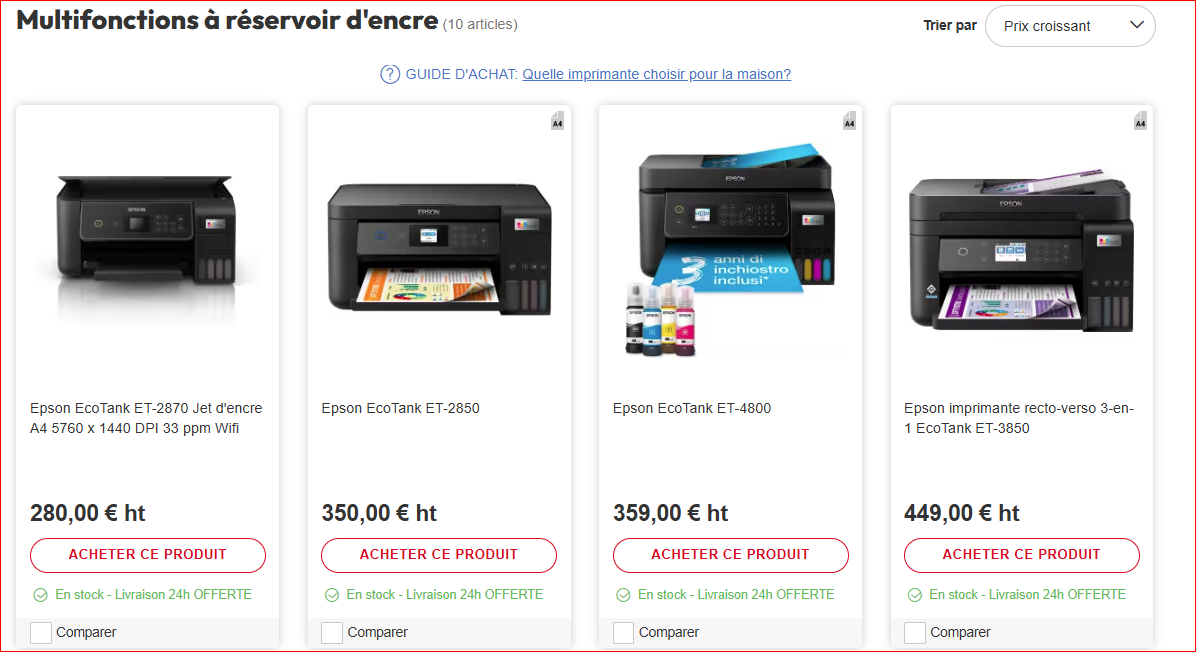 Multifonctions à réservoir d'encre (10 articles)
Trier par
Prix croissant
? GUIDE D'ACHAT: Quelle imprimante choisir pour la maison?
A4
A4
A4
EPSON
EPSON
EPSON
EPSON
3 anni di
inchiostro
inclusi*
Epson EcoTank ET-2870 Jet d'encre
A4 5760 x 1440 DPI 33 ppm Wifi
Epson EcoTank ET-2850
Epson EcoTank ET-4800
Epson imprimante recto-verso 3-en-
1 EcoTank ET-3850
280,00 € ht
350,00 € ht
359,00 € ht
449,00 € ht
ACHETER CE PRODUIT
ACHETER CE PRODUIT
ACHETER CE PRODUIT
ACHETER CE PRODUIT
En stock - Livraison 24h OFFERTE
En stock - Livraison 24h OFFERTE
En stock - Livraison 24h OFFERTE
En stock - Livraison 24h OFFERTE
Comparer
Comparer
Comparer
Comparer